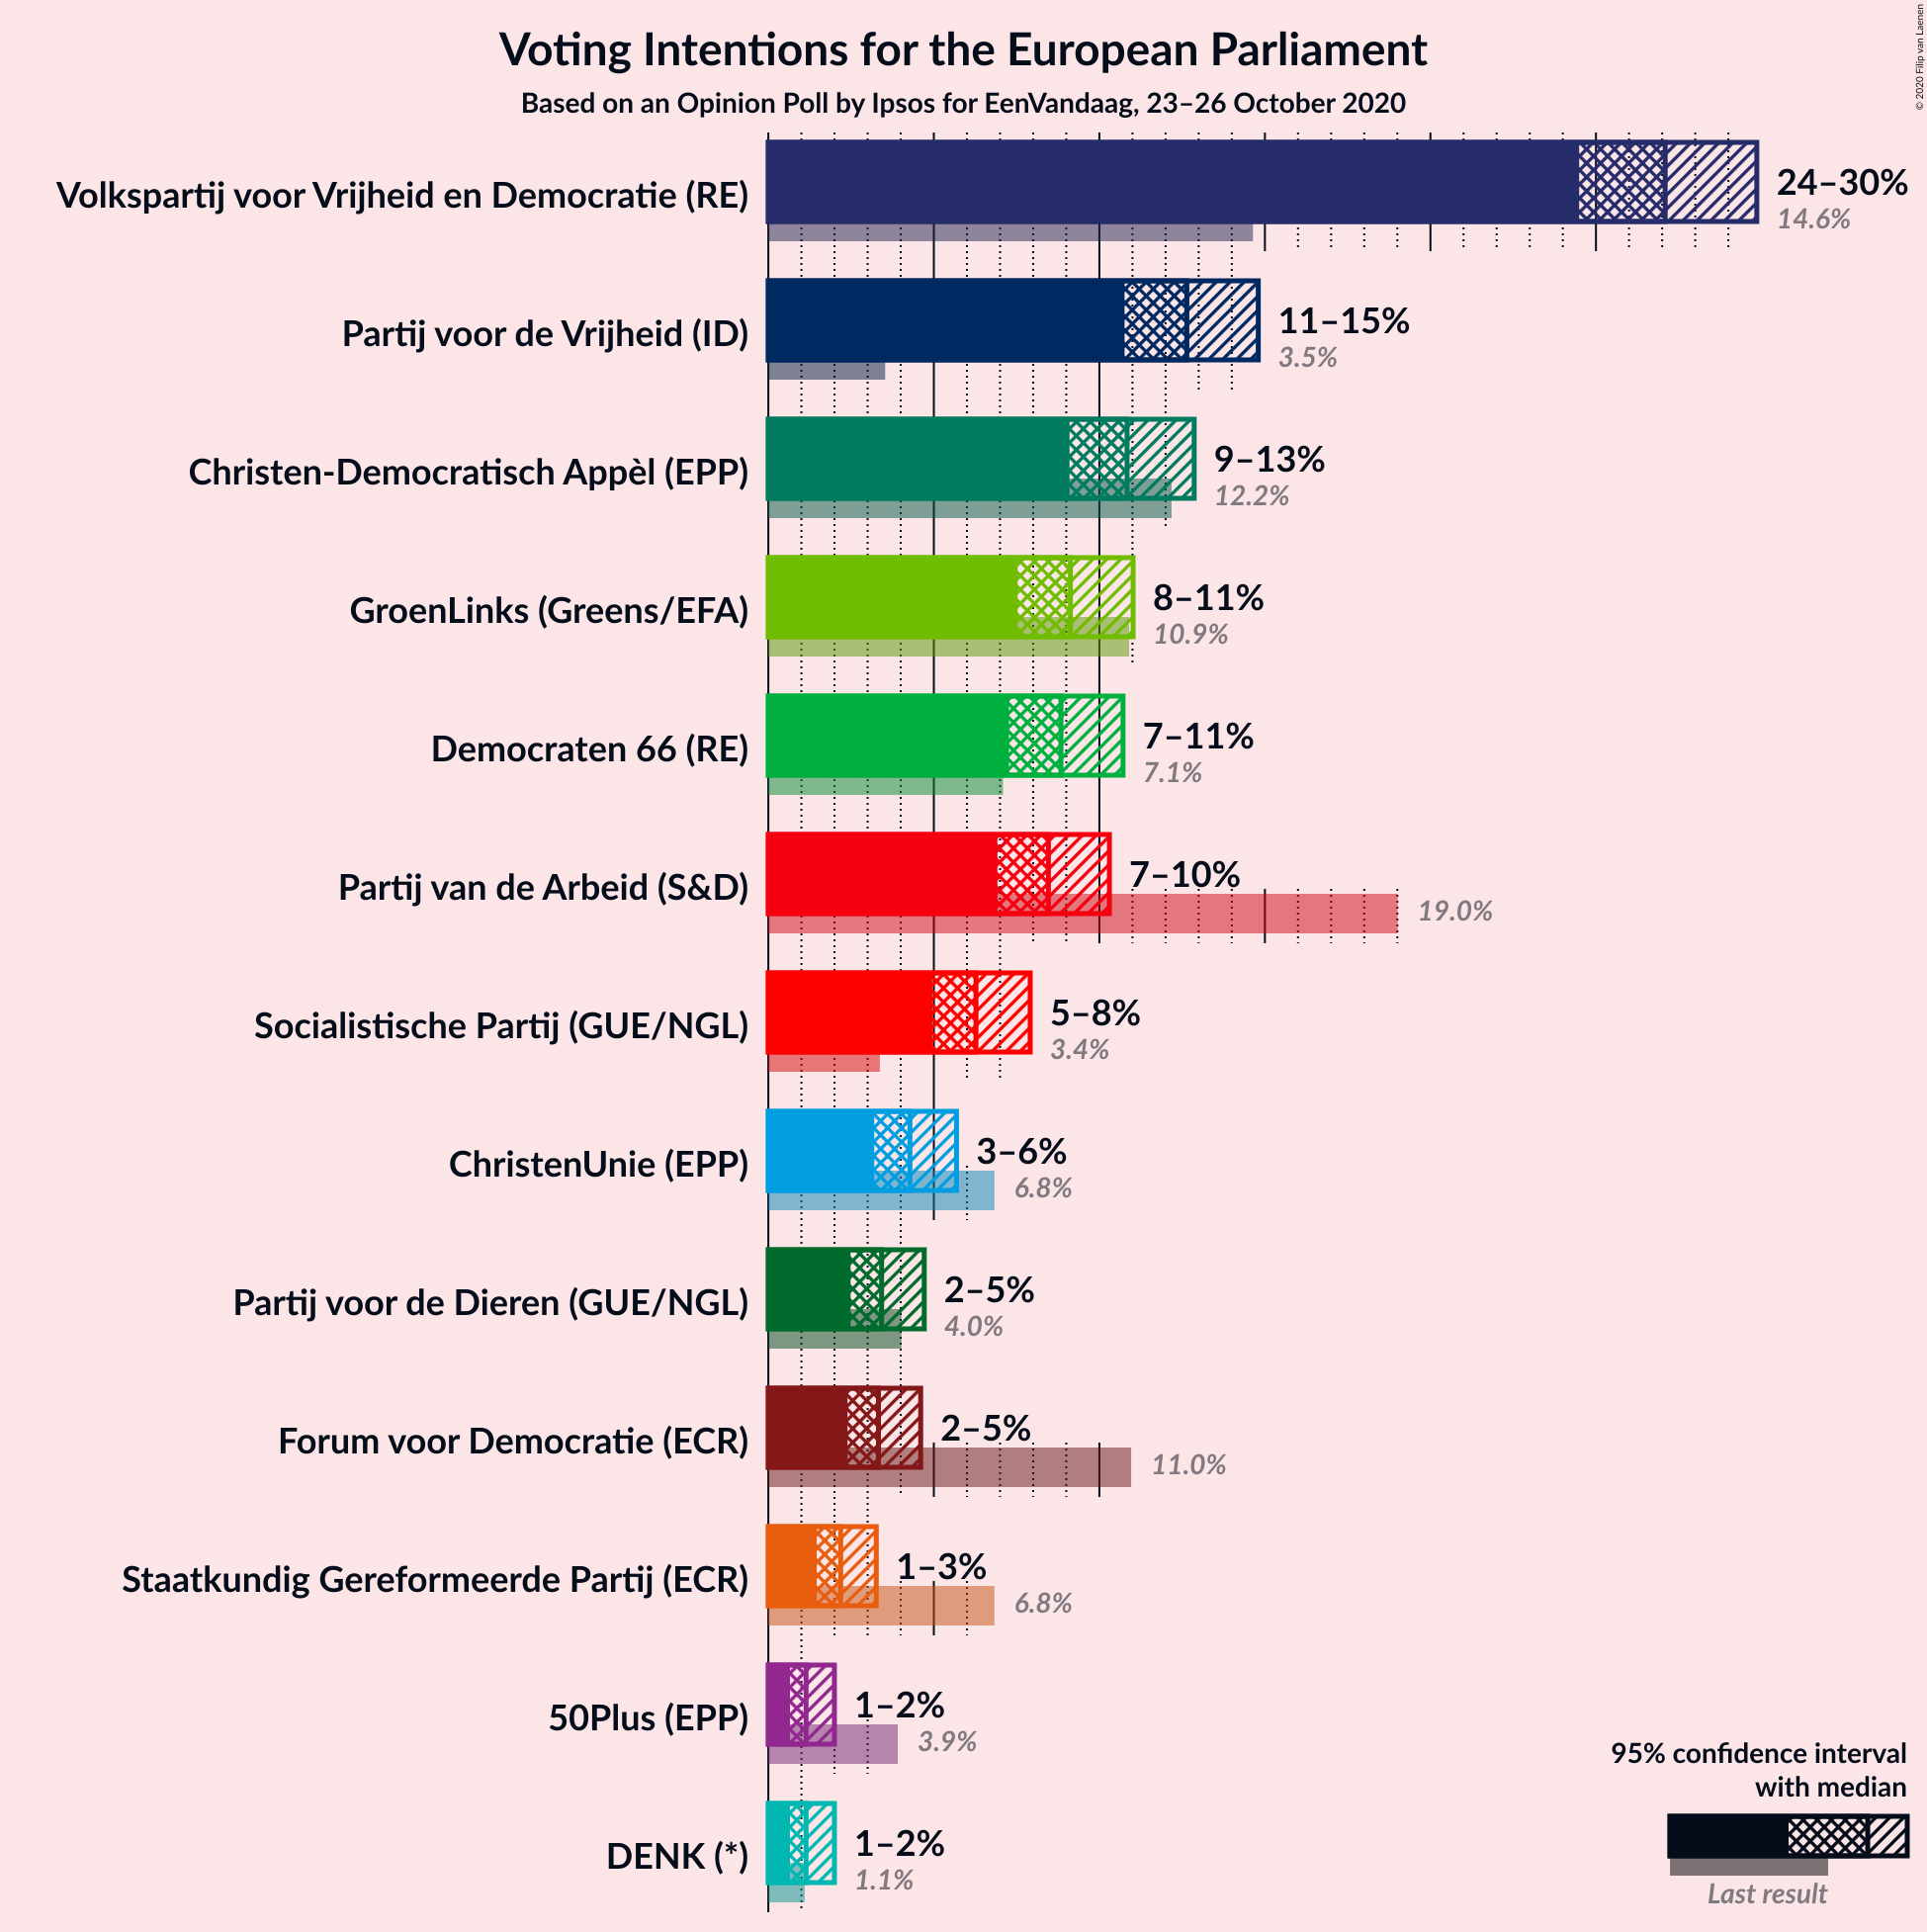 Voting Intentions for the European Parliament
Based on an Opinion Poll by Ipsos for EenVandaag, 23–26 October 2020
© 2020 Filip van Laenen
Volkspartij voor Vrijheid en Democratie (RE)
24–30%
14.6%
Partij voor de Vrijheid (ID)
11–15%
3.5%
Christen-Democratisch Appèl (EPP)
9–13%
12.2%
GroenLinks (Greens/EFA)
8–11%
10.9%
Democraten 66 (RE)
7–11%
7.1%
Partij van de Arbeid (S&D)
7–10%
19.0%
Socialistische Partij (GUE/NGL)
5–8%
3.4%
ChristenUnie (EPP)
3–6%
6.8%
Partij voor de Dieren (GUE/NGL)
2–5%
4.0%
Forum voor Democratie (ECR)
2–5%
11.0%
Staatkundig Gereformeerde Partij (ECR)
1–3%
6.8%
50Plus (EPP)
1–2%
3.9%
DENK (*)
1–2%
1.1%
95% confidence interval
with median
Last result